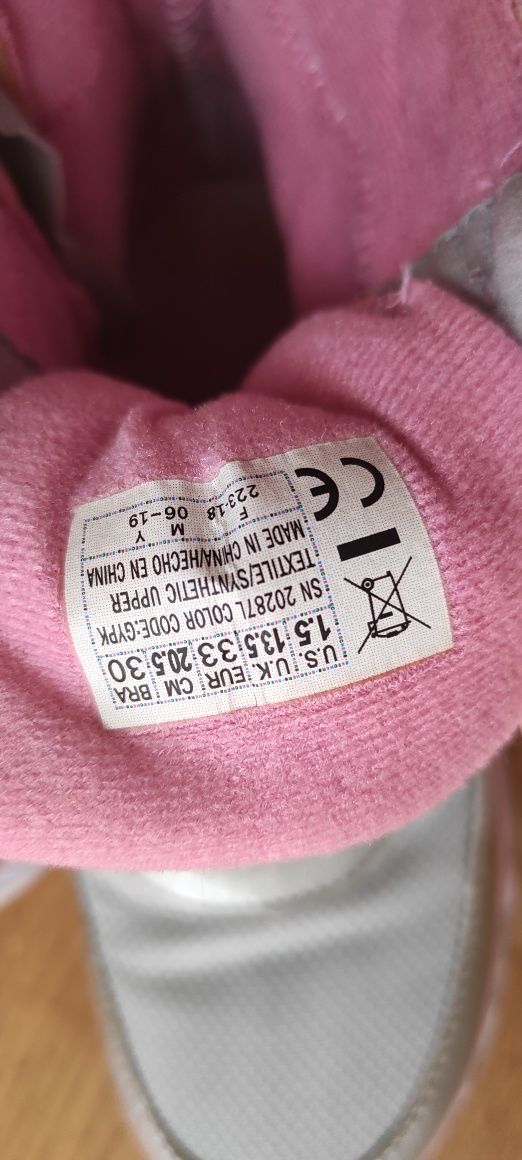 U.S. U.K. EUR CM BRA
1.5 13.5 33 20.5 30
SN 20287L COLOR CODE:GYPK
TEXTILE/SYNTHETIC UPPER
MADE IN CHINA/HECHO EN CHINA
F M Y
223-18 06-19
CE